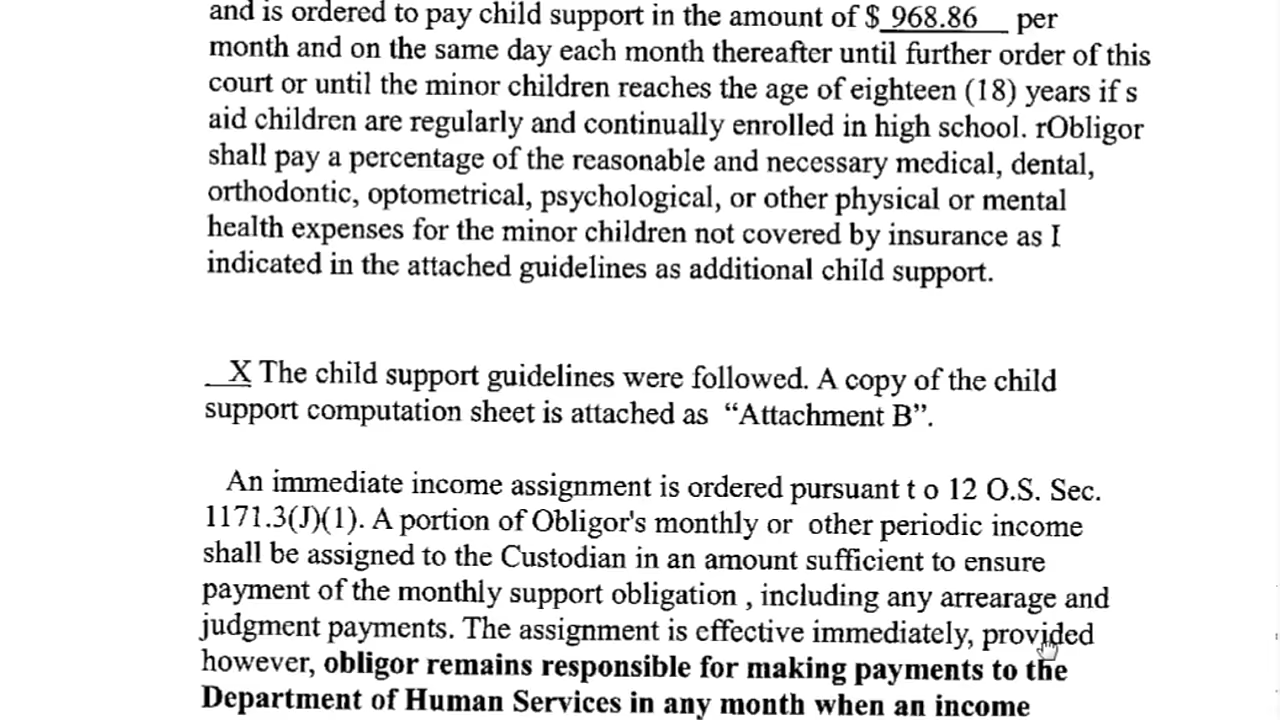 and is ordered to pay child support in the amount of $ 968.86 per
month and on the same day each month thereafter until further order of this
court or until the minor children reaches the age of eighteen (18) years if s
aid children are regularly and continually enrolled in high school. rObligor
shall pay a percentage of the reasonable and necessary medical, dental,
orthodontic, optometrical, psychological, or other physical or mental
health expenses for the minor children not covered by insurance as I
indicated in the attached guidelines as additional child support.
X The child support guidelines were followed. A copy of the child
support computation sheet is attached as “Attachment B”.
An immediate income assignment is ordered pursuant t o 12 O.S. Sec.
1171.3(J)(1). A portion of Obligor's monthly or other periodic income
shall be assigned to the Custodian in an amount sufficient to ensure
payment of the monthly support obligation , including any arrearage and
judgment payments. The assignment is effective immediately, provided
however, obligor remains responsible for making payments to the
Department of Human Services in any month when an income